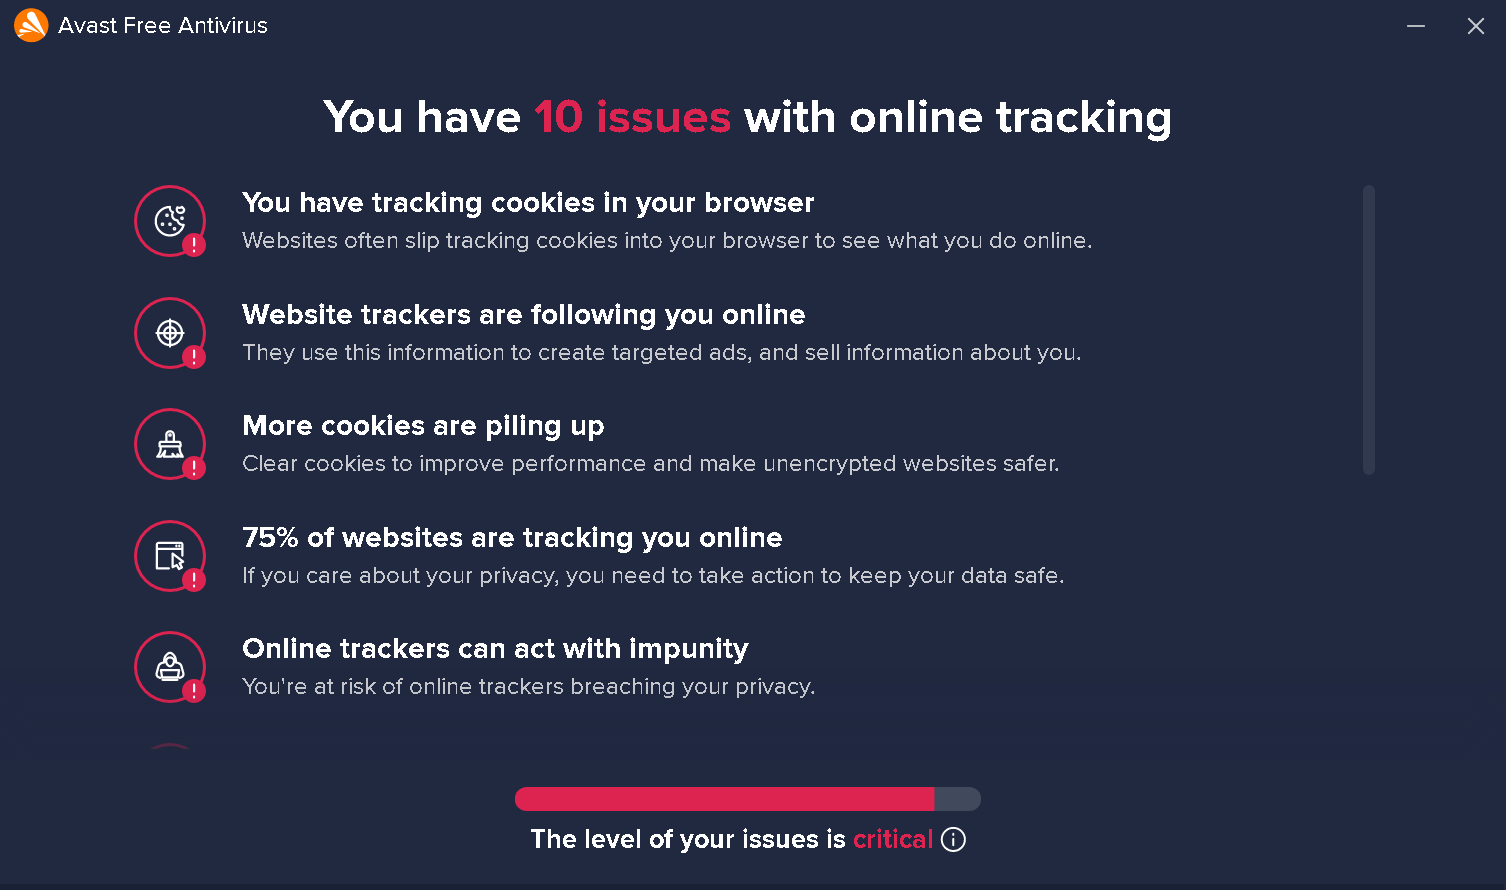 Avast Free Antivirus
You have 10 issues with online tracking
You have tracking cookies in your browser
Websites often slip tracking cookies into your browser to see what you do online.
Website trackers are following you online
They use this information to create targeted ads, and sell information about you.
More cookies are piling up
Clear cookies to improve performance and make unencrypted websites safer.
75% of websites are tracking you online
If you care about your privacy, you need to take action to keep your data safe.
Online trackers can act with impunity
You're at risk of online trackers breaching your privacy.
The level of your issues is critical